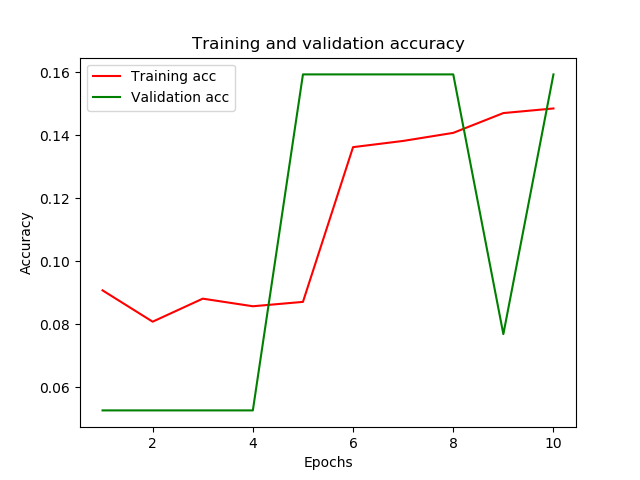 Training and validation accuracy
Training acc
Validation acc
0.16
0.14
0.12
0.10
0.08
0.06
Accuracy
2 4 6 8 10
Epochs